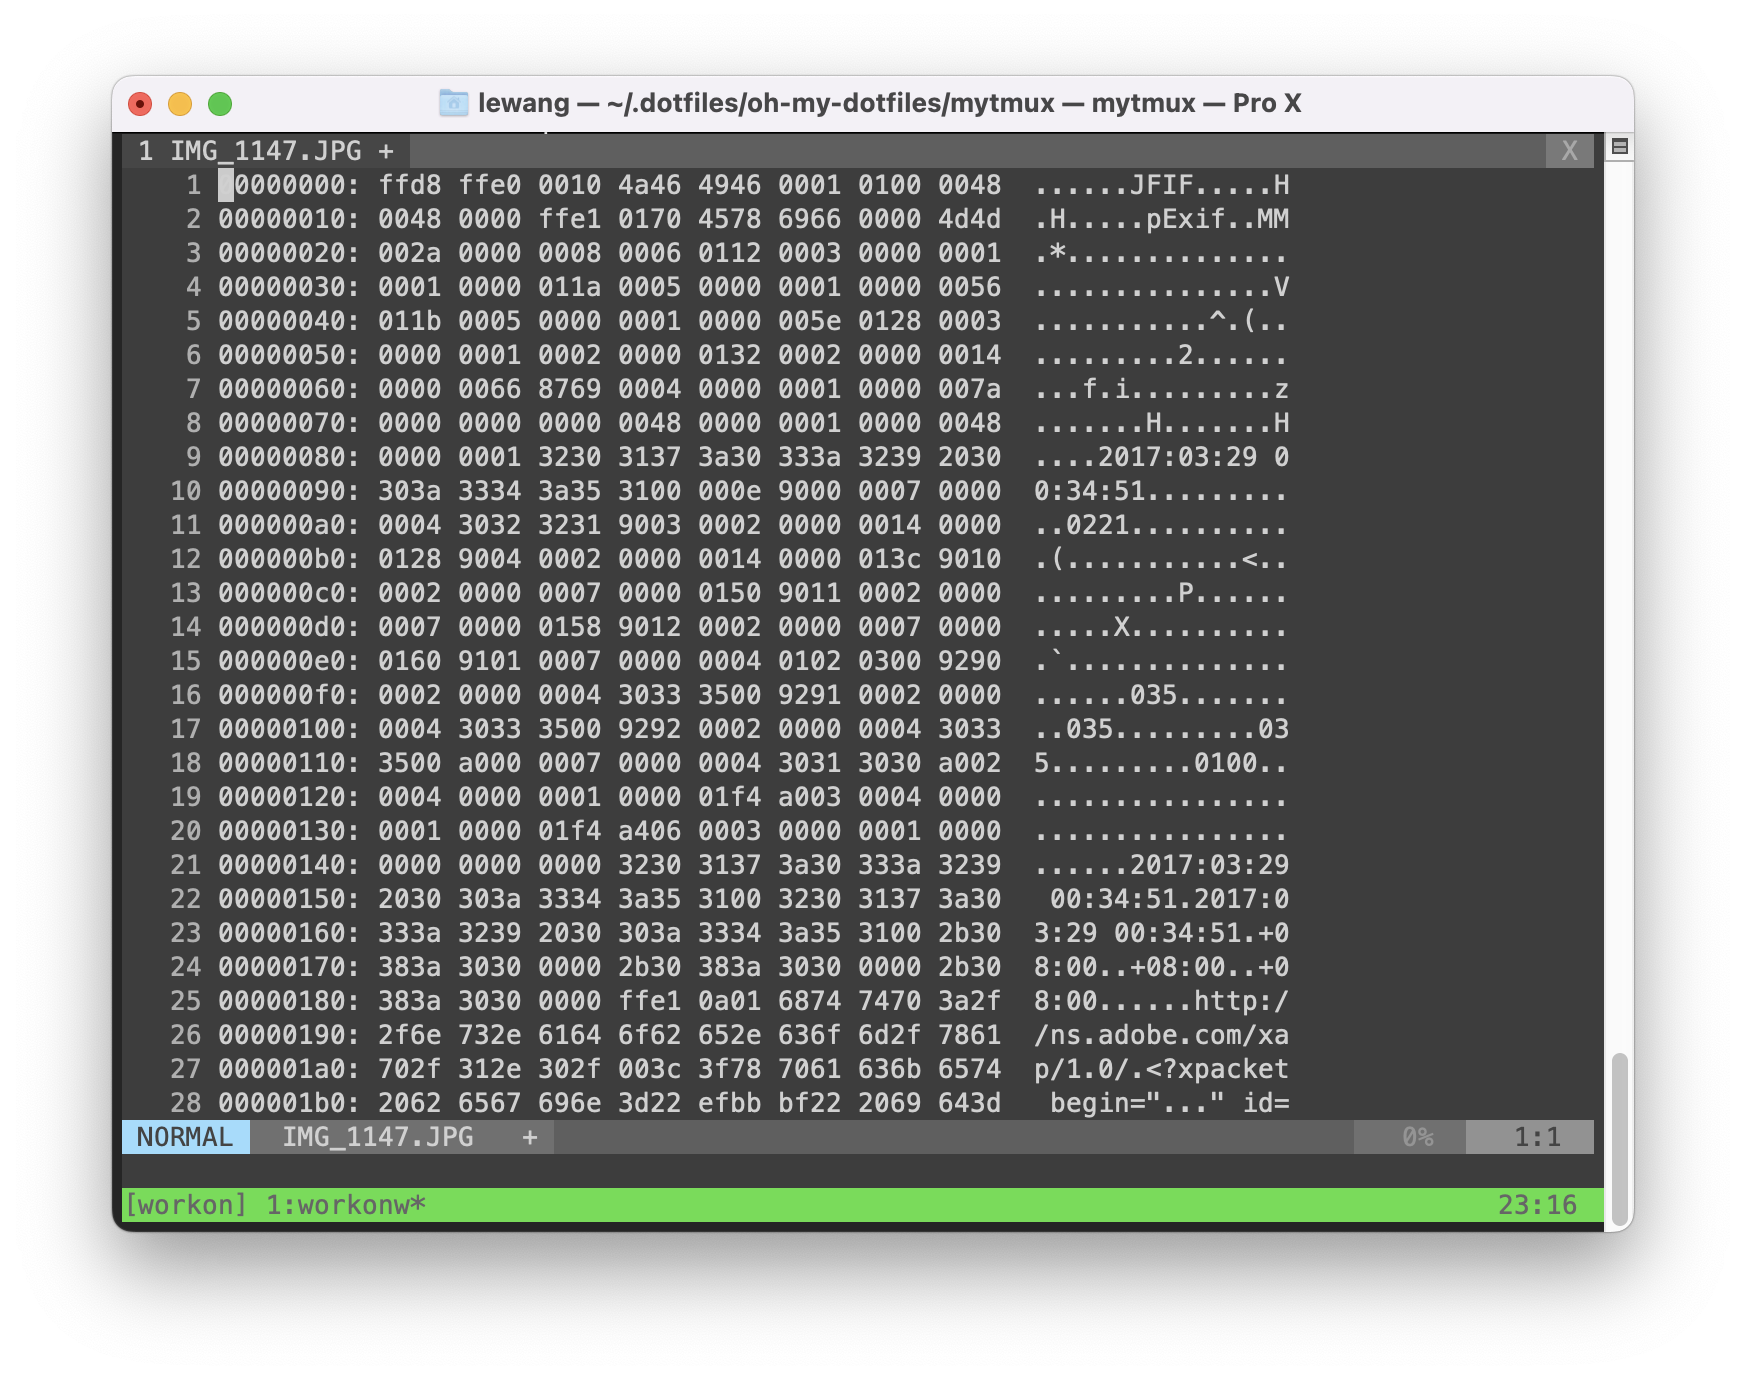 lewang — ~/.dotfiles/oh-my-dotfiles/mytmux — mytmux — Pro X
1 IMG_1147.JPG + X
1 00000000: ffd8 ffe0 0010 4a46 4946 0001 0100 0048  ......JFIF.....H
2 00000010: 0048 0000 ffe1 0170 4578 6966 0000 4d4d  .H.....pExif..MM
3 00000020: 002a 0000 0008 0006 0112 0003 0000 0001  .*..............
4 00000030: 0001 0000 011a 0005 0000 0001 0000 0056  ...............V
5 00000040: 011b 0005 0000 0001 0000 005e 0128 0003  ...........^.(..
6 00000050: 0000 0001 0002 0000 0132 0002 0000 0014  .........2......
7 00000060: 0000 0066 8769 0004 0000 0001 0000 007a  ...f.i.........z
8 00000070: 0000 0000 0000 0048 0000 0001 0000 0048  .......H.......H
9 00000080: 0000 0001 3230 3137 3a30 333a 3239 2030  ....2017:03:29 0
10 00000090: 303a 3334 3a35 3100 000e 9000 0007 0000  0:34:51.........
11 000000a0: 0004 3032 3231 9003 0002 0000 0014 0000  ..0221..........
12 000000b0: 0128 9004 0002 0000 0014 0000 013c 9010  .(...........<..
13 000000c0: 0002 0000 0007 0000 0150 9011 0002 0000  .........P......
14 000000d0: 0007 0000 0158 9012 0002 0000 0007 0000  .....X..........
15 000000e0: 0160 9101 0007 0000 0004 0102 0300 9290  .`..............
16 000000f0: 0002 0000 0004 3033 3500 9291 0002 0000  ......035.......
17 00000100: 0004 3033 3500 9292 0002 0000 0004 3033  ..035.........03
18 00000110: 3500 a000 0007 0000 0004 3031 3030 a002  5.........0100..
19 00000120: 0004 0000 0001 0000 01f4 a003 0004 0000  ................
20 00000130: 0001 0000 01f4 a406 0003 0000 0001 0000  ................
21 00000140: 0000 0000 0000 3230 3137 3a30 333a 3239  ......2017:03:29
22 00000150: 2030 303a 3334 3a35 3100 3230 3137 3a30   00:34:51.2017:0
23 00000160: 333a 3239 2030 303a 3334 3a35 3100 2b30  3:29 00:34:51.+0
24 00000170: 383a 3030 0000 2b30 383a 3030 0000 2b30  8:00..+08:00..+0
25 00000180: 383a 3030 0000 ffe1 0a01 6874 7470 3a2f  8:00......http:/
26 00000190: 2f6e 732e 6164 6f62 652e 636f 6d2f 7861  /ns.adobe.com/xa
27 000001a0: 702f 312e 302f 003c 3f78 7061 636b 6574  p/1.0/.<?xpacket
28 000001b0: 2062 6567 696e 3d22 efbb bf22 2069 643d   begin="..." id=
NORMAL IMG_1147.JPG + 0% 1:1
[workon] 1:workonw* 23:16